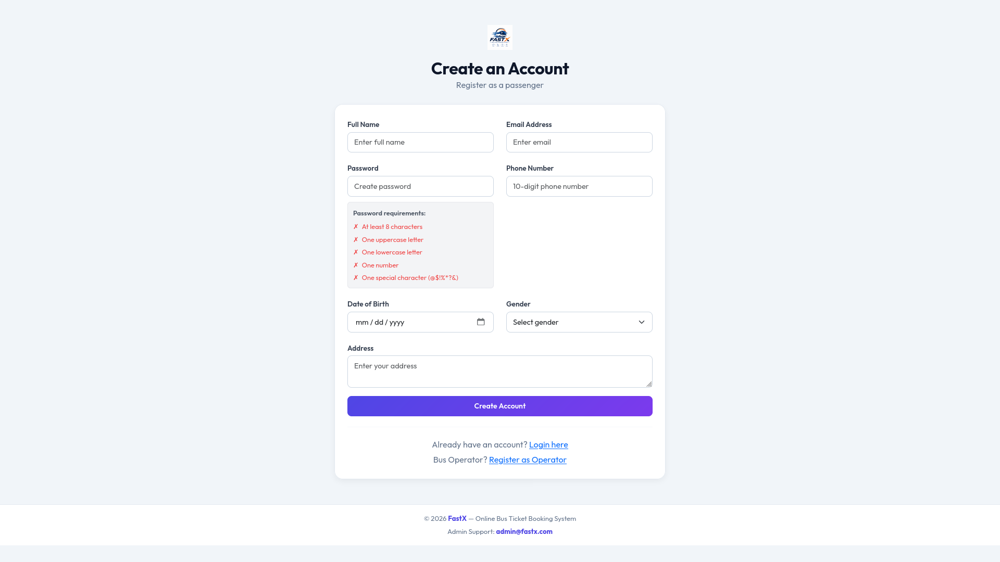 FASTX
Create an Account
Register as a passenger
Full Name
Email Address
Enter full name
Enter email
Password
Phone Number
Create password
10-digit phone number
Password requirements:
✗ At least 8 characters
✗ One uppercase letter
✗ One lowercase letter
✗ One number
✗ One special character (@$!%*?&)
Date of Birth
Gender
mm / dd / yyyy
Select gender
Address
Enter your address
Create Account
Already have an account? Login here
Bus Operator? Register as Operator
© 2026 FastX — Online Bus Ticket Booking System
Admin Support: admin@fastx.com